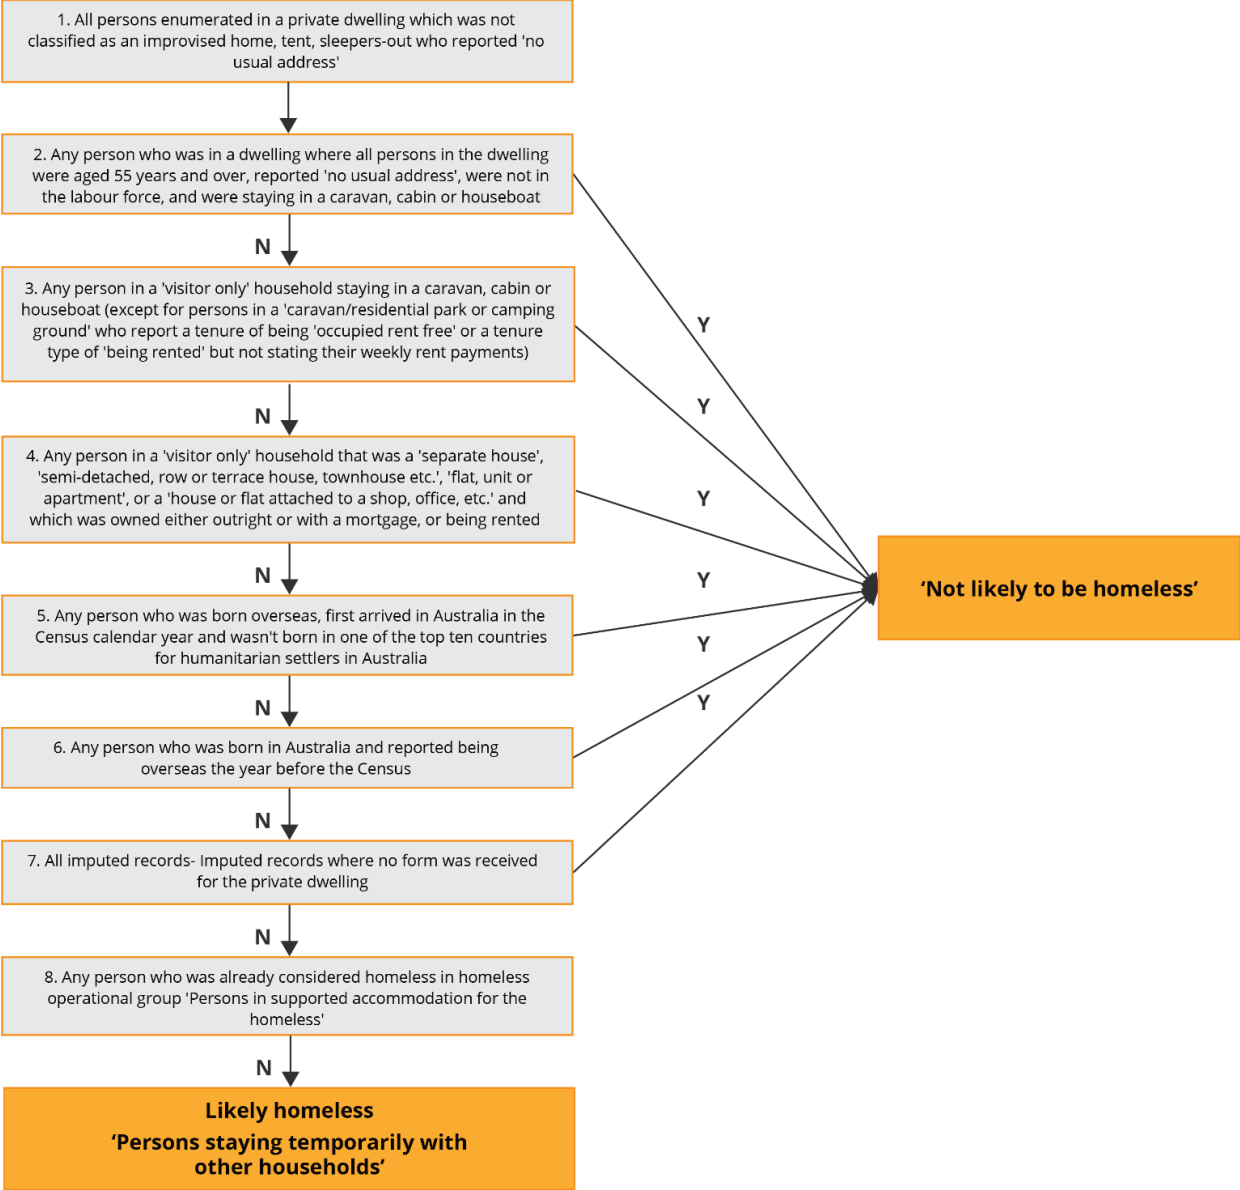 1. All persons enumerated in a private dwelling which was not
classified as an improvised home, tent, sleepers-out who reported 'no
usual address'
2. Any person who was in a dwelling where all persons in the dwelling
were aged 55 years and over, reported 'no usual address', were not in
the labour force, and were staying in a caravan, cabin or houseboat
N
3. Any person in a 'visitor only' household staying in a caravan, cabin or
houseboat (except for persons in a 'caravan/residential park or camping
ground' who report a tenure of being 'occupied rent free' or a tenure
type of 'being rented' but not stating their weekly rent payments)
Y
Y
N
4. Any person in a 'visitor only' household that was a 'separate house',
'semi-detached, row or terrace house, townhouse etc.', 'flat, unit or
apartment', or a 'house or flat attached to a shop, office, etc.' and
which was owned either outright or with a mortgage, or being rented
Y
N
Y
‘Not likely to be homeless’
5. Any person who was born overseas, first arrived in Australia in the
Census calendar year and wasn't born in one of the top ten countries
for humanitarian settlers in Australia
Y
N
Y
6. Any person who was born in Australia and reported being
overseas the year before the Census
N
7. All imputed records- Imputed records where no form was received
for the private dwelling
N
8. Any person who was already considered homeless in homeless
operational group 'Persons in supported accommodation for the
homeless'
N
Likely homeless
‘Persons staying temporarily with
other households’